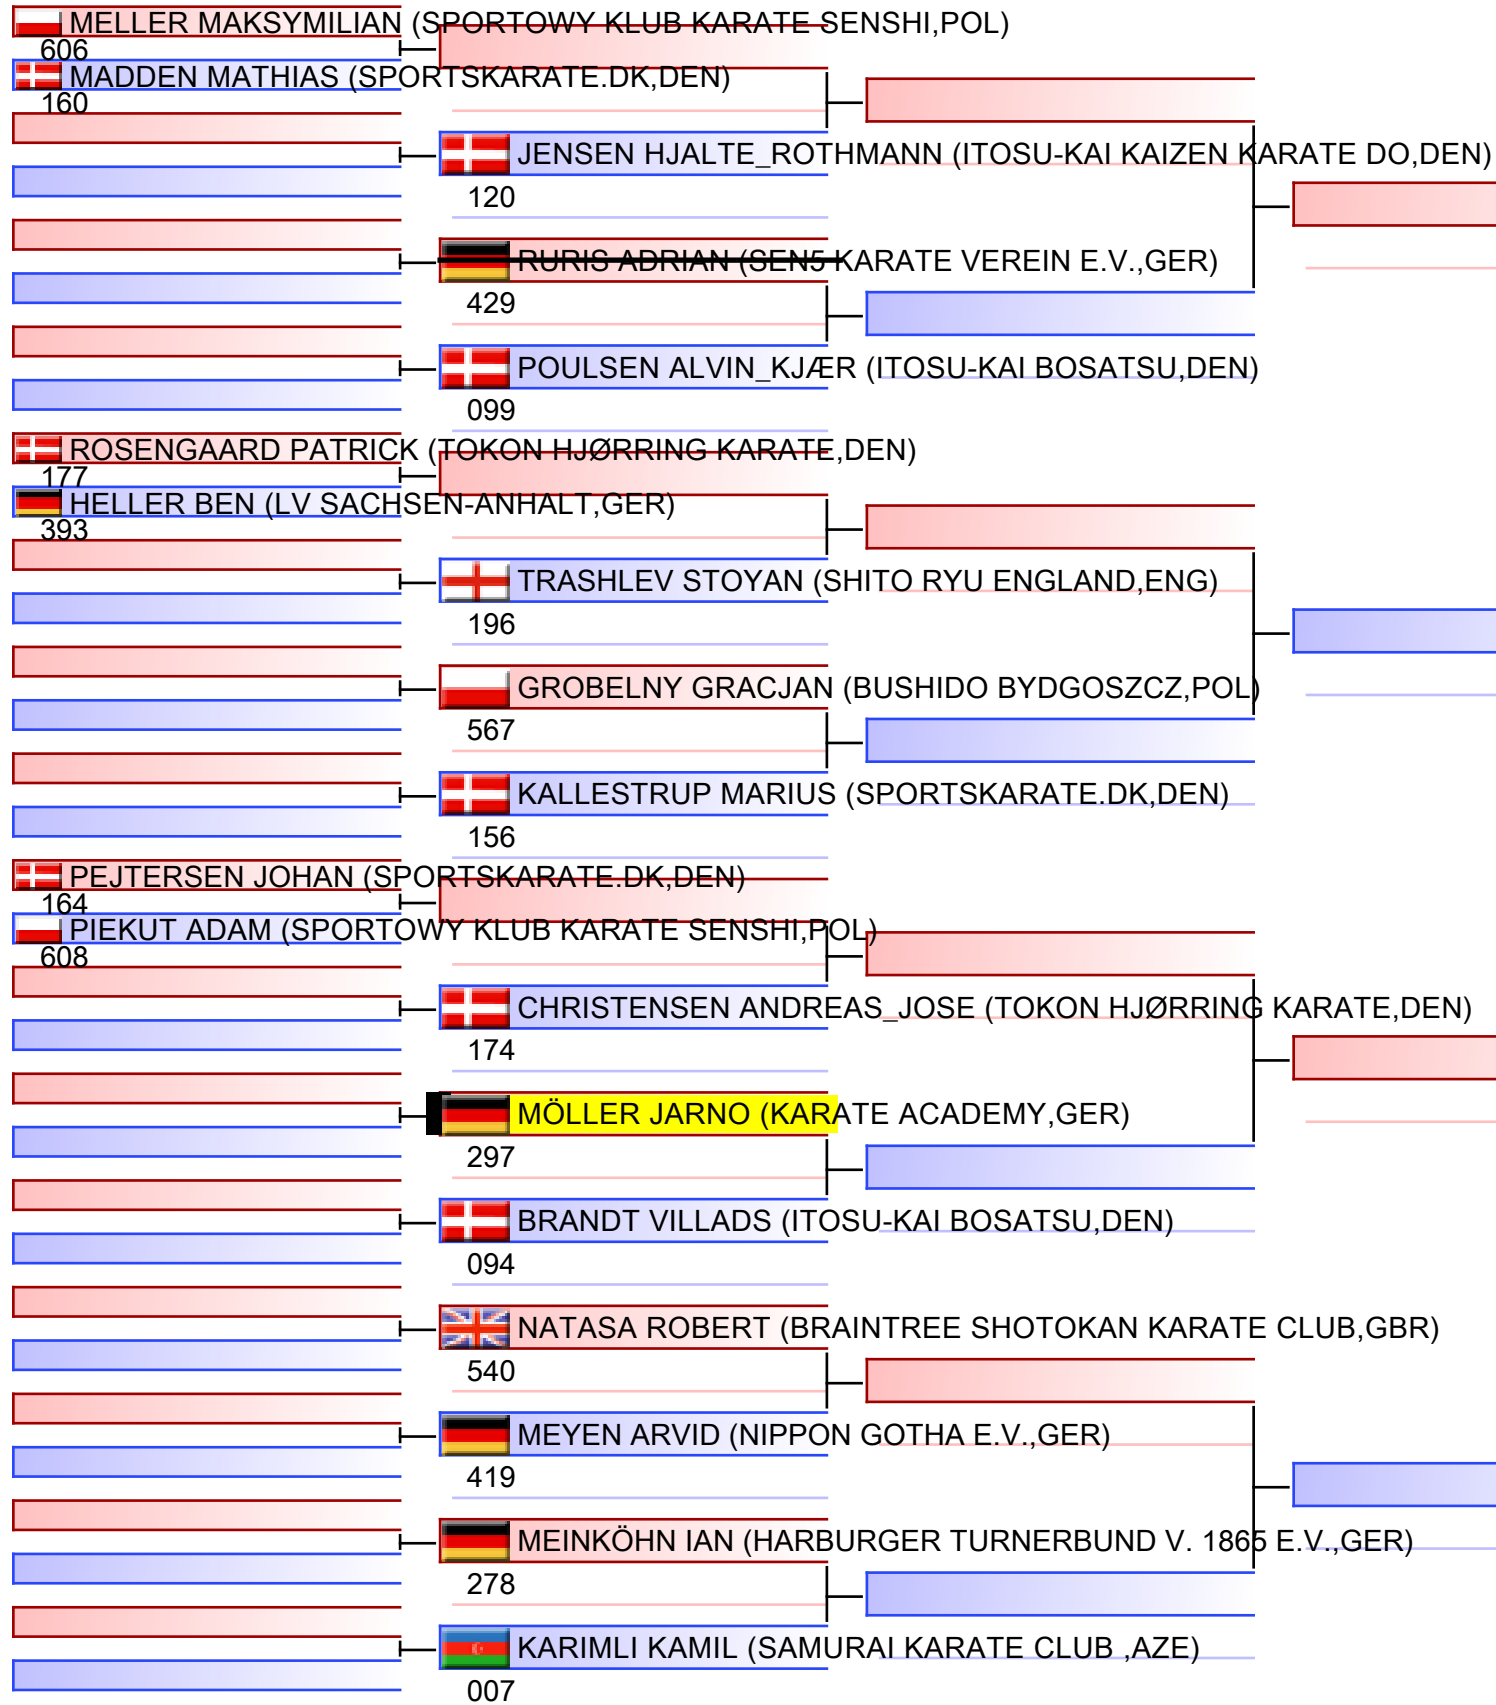 MELLER MAKSYMILIAN (SPORTOWY KLUB KARATE SENSHI,POL)
606
MADDEN MATHIAS (SPORTSKARATE.DK,DEN)
160
JENSEN HJALTE_ROTHMANN (ITOSU-KAI KAIZEN KARATE DO,DEN)
120
RURIS ADRIAN (SEN5 KARATE VEREIN E.V.,GER)
429
POULSEN ALVIN_KJÆR (ITOSU-KAI BOSATSU,DEN)
099
ROSENGAARD PATRICK (TOKON HJØRRING KARATE,DEN)
177
HELLER BEN (LV SACHSEN-ANHALT,GER)
393
TRASHLEV STOYAN (SHITO RYU ENGLAND,ENG)
196
GROBELNY GRACJAN (BUSHIDO BYDGOSZCZ,POL)
567
KALLESTRUP MARIUS (SPORTSKARATE.DK,DEN)
156
PEJTERSEN JOHAN (SPORTSKARATE.DK,DEN)
164
PIEKUT ADAM (SPORTOWY KLUB KARATE SENSHI,POL)
608
CHRISTENSEN ANDREAS_JOSE (TOKON HJØRRING KARATE,DEN)
174
MÖLLER JARNO (KARATE ACADEMY,GER)
297
BRANDT VILLADS (ITOSU-KAI BOSATSU,DEN)
094
NATASA ROBERT (BRAINTREE SHOTOKAN KARATE CLUB,GBR)
540
MEYEN ARVID (NIPPON GOTHA E.V.,GER)
419
MEINKÖHN IAN (HARBURGER TURNERBUND V. 1865 E.V.,GER)
278
KARIMLI KAMIL (SAMURAI KARATE CLUB ,AZE)
007